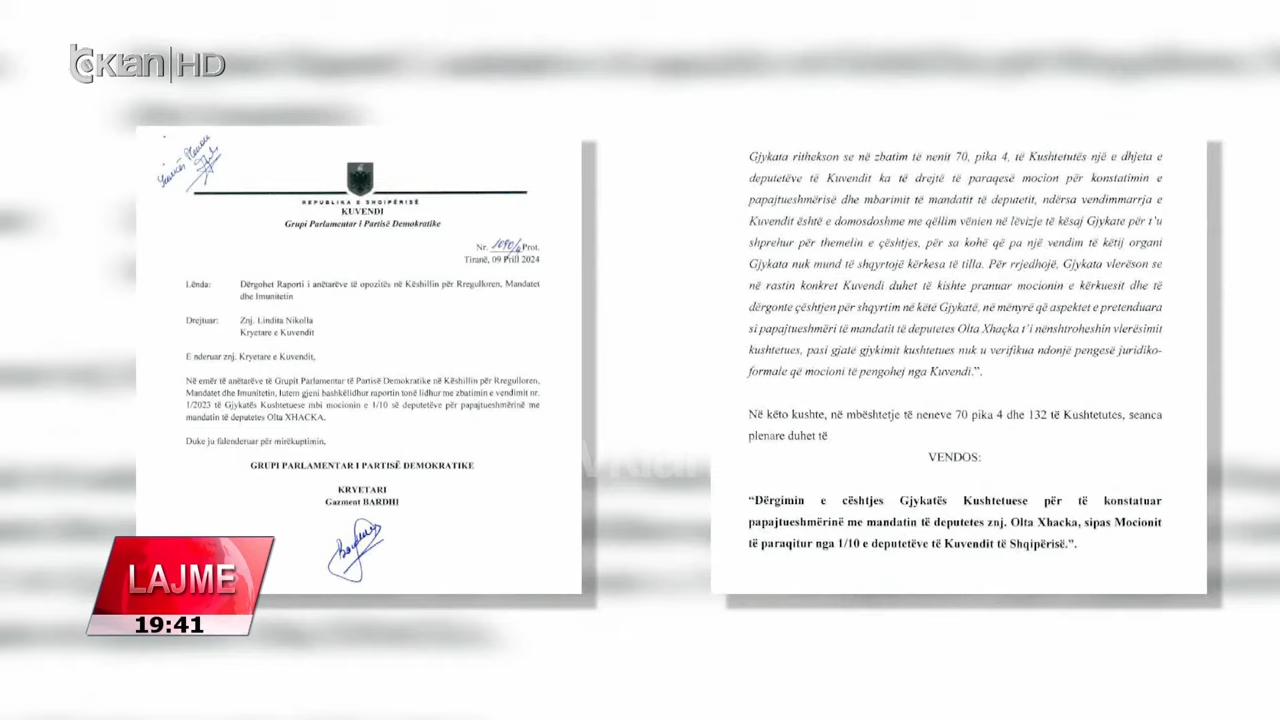 klan HD
REPUBLIKA E SHQIPËRISË
KUVENDI
Grupi Parlamentar i Partisë Demokratike
Nr. 1090/6 Prot.
Tiranë, 09 Prill 2024
Lënda: Dërgohet Raporti i anëtarëve të opozitës në Këshillin për Rregulloren, Mandatet
dhe Imunitetin
Drejtuar: Znj. Lindita Nikolla
Kryetare e Kuvendit
E nderuar znj. Kryetare e Kuvendit,
Në emër të anëtarëve të Grupit Parlamentar të Partisë Demokratike në Këshillin për Rregulloren,
Mandatet dhe Imunitetin, lutem gjeni bashkëlidhur raportin tonë lidhur me zbatimin e vendimit nr.
1/2023 të Gjykatës Kushtetuese mbi mocionin e 1/10 së deputetëve për papajtueshmërinë me
mandatin të deputetes Olta XHAÇKA.
Duke ju falenderuar për mirëkuptimin,
GRUPI PARLAMENTAR I PARTISË DEMOKRATIKE
KRYETARI
Gazment BARDHI
Gjykata rithekson se në zbatim të nenit 70, pika 4, të Kushtetutës një e dhjeta e
deputetëve të Kuvendit ka të drejtë të paraqesë mocion për konstatimin e
papajtueshmërisë dhe mbarimit të mandatit të deputetit, ndërsa vendimmarrja e
Kuvendit është e domosdoshme me qëllim vënien në lëvizje të kësaj Gjykate për t'u
shprehur për themelin e çështjes, për sa kohë që pa një vendim të këtij organi
Gjykata nuk mund të shqyrtojë kërkesa të tilla. Për rrjedhojë, Gjykata vlerëson se
në rastin konkret Kuvendi duhet të kishte pranuar mocionin e kërkuesit dhe të
dërgonte çështjen për shqyrtim në këtë Gjykatë, në mënyrë që aspektet e pretenduara
si papajtueshmëri të mandatit të deputetes Olta Xhaçka t'i nënshtroheshin vlerësimit
kushtetues, pasi gjatë gjykimit kushtetues nuk u verifikua ndonjë pengesë juridiko-
formale që mocioni të pengohej nga Kuvendi.".
Në këto kushte, në mbështetje të neneve 70 pika 4 dhe 132 të Kushtetutes, seanca
plenare duhet të
VENDOS:
“Dërgimin e cështjes Gjykatës Kushtetuese për të konstatuar
papajtueshmërinë me mandatin të deputetes znj. Olta Xhacka, sipas Mocionit
të paraqitur nga 1/10 e deputetëve të Kuvendit të Shqipërisë.”.
LAJME
19:41